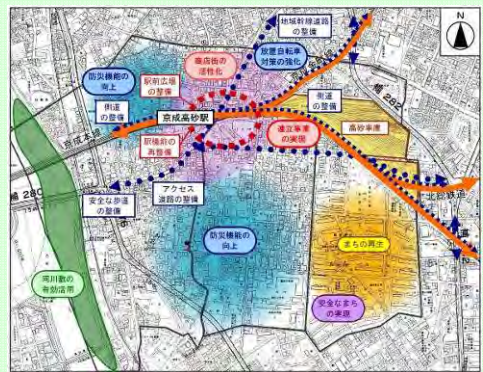 地域幹線道路
の整備
N
防災機能の
向上
駅前広場
の整備
商店街の
活性化
放置自転車
対策の強化
側道
の整備
京成高砂駅
側道
の整備
補 282
高砂車庫
京成本線
駅橋前の
再整備
連立事業
の実現
補 280
安全な歩道
の整備
アクセス
道路の整備
北総鉄道
防災機能の
向上
まちの再生
河川敷の
有効活用
安全なまち
の実現